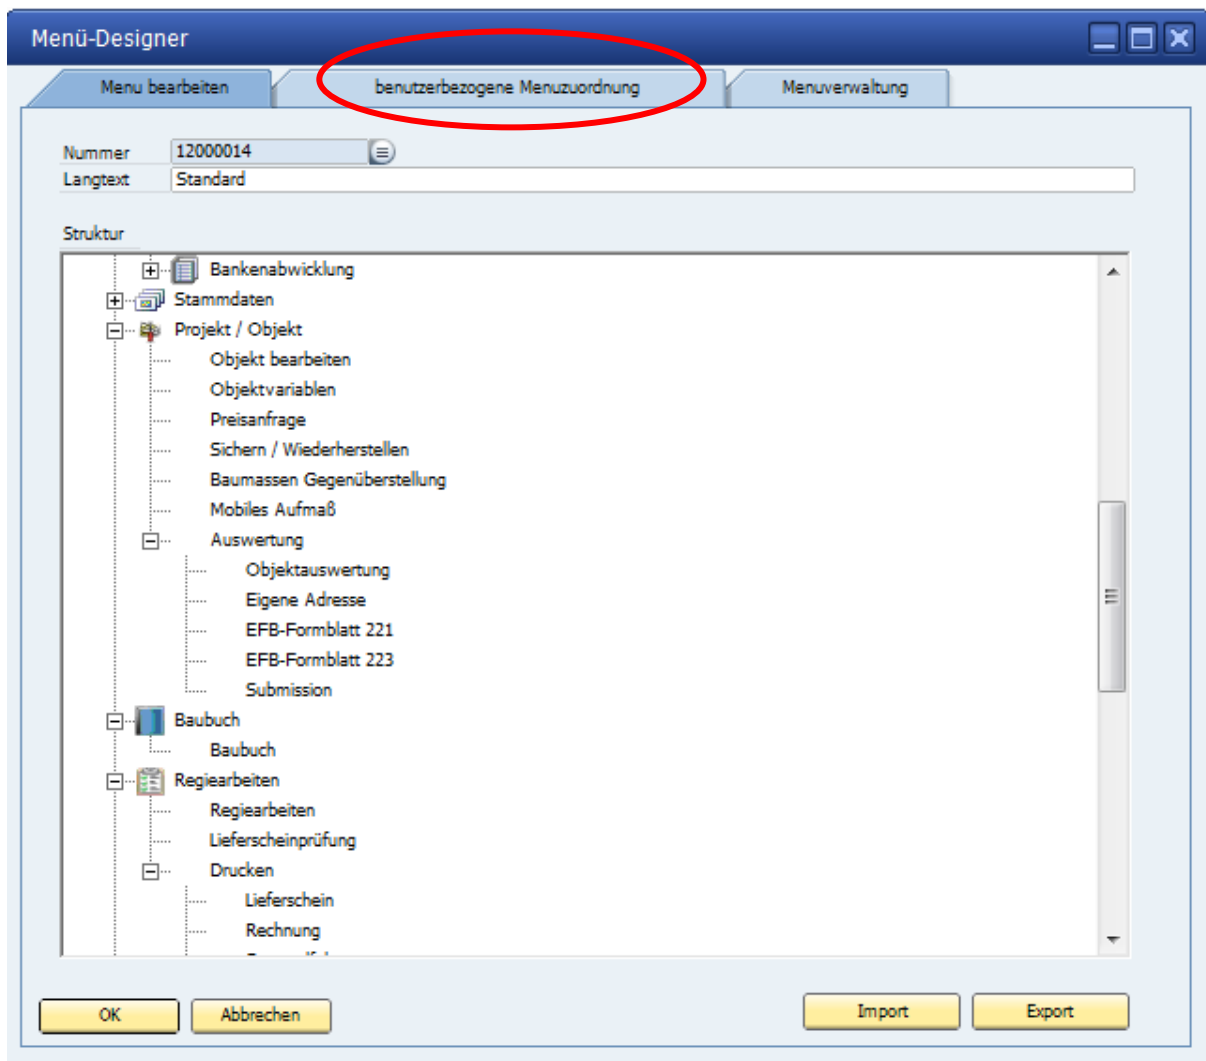 Menü-Designer
Menu bearbeiten benutzerbezogene Menuzuordnung Menuverwaltung
Nummer 12000014
Langtext Standard
Struktur
Bankenabwicklung
Stammdaten
Projekt / Objekt
Objekt bearbeiten
Objektvariablen
Preisanfrage
Sichern / Wiederherstellen
Baumassen Gegenüberstellung
Mobiles Aufmaß
Auswertung
Objektauswertung
Eigene Adresse
EFB-Formblatt 221
EFB-Formblatt 223
Submission
Baubuch
Baubuch
Regiearbeiten
Regiearbeiten
Lieferscheinprüfung
Drucken
Lieferschein
Rechnung
OK Abbrechen Import Export